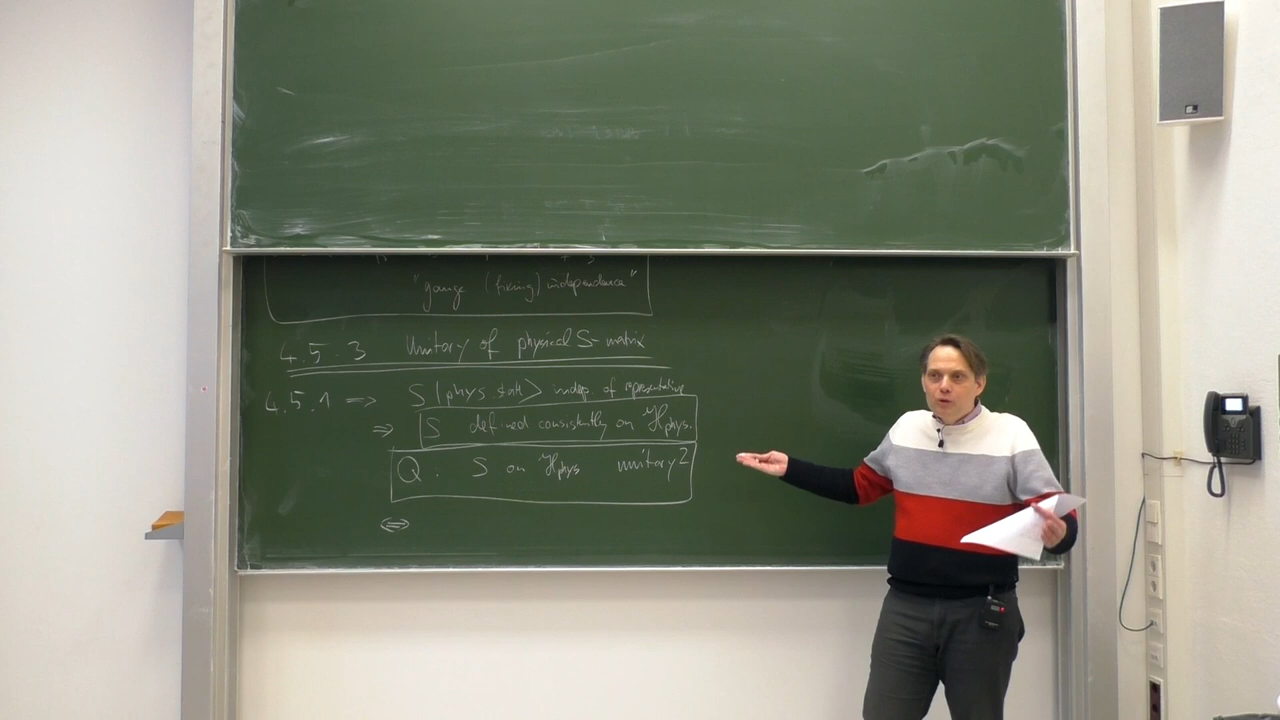 "gauge (fixing) independence"
4.5.3 Unitary of physical S-matrix
4.5.1 ⇒ S |phys. state⟩ indep. of representative
⇒ S defined consistently on ℋphys.
Q: S on ℋphys unitary?
⇔